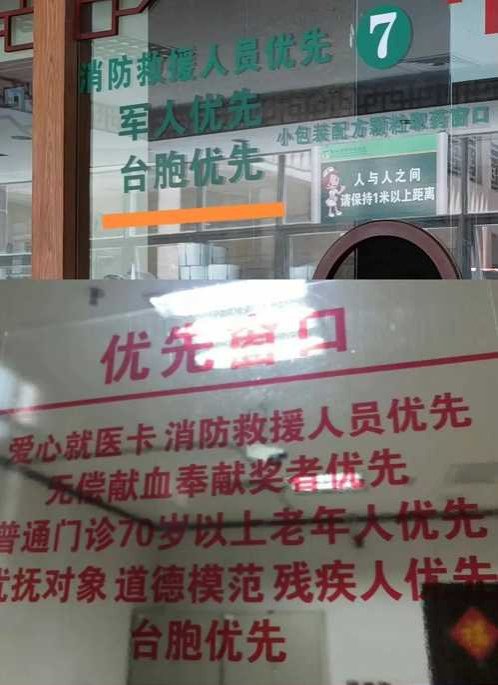 7
消防救援人员优先
军人优先
台胞优先
小包装配方颗粒取药窗口
人与人之间
请保持1米以上距离
优先窗口
爱心就医卡 消防救援人员优先
无偿献血奉献奖者优先
普通门诊70岁以上老年人优先
优抚对象 道德模范 残疾人优先
台胞优先
福